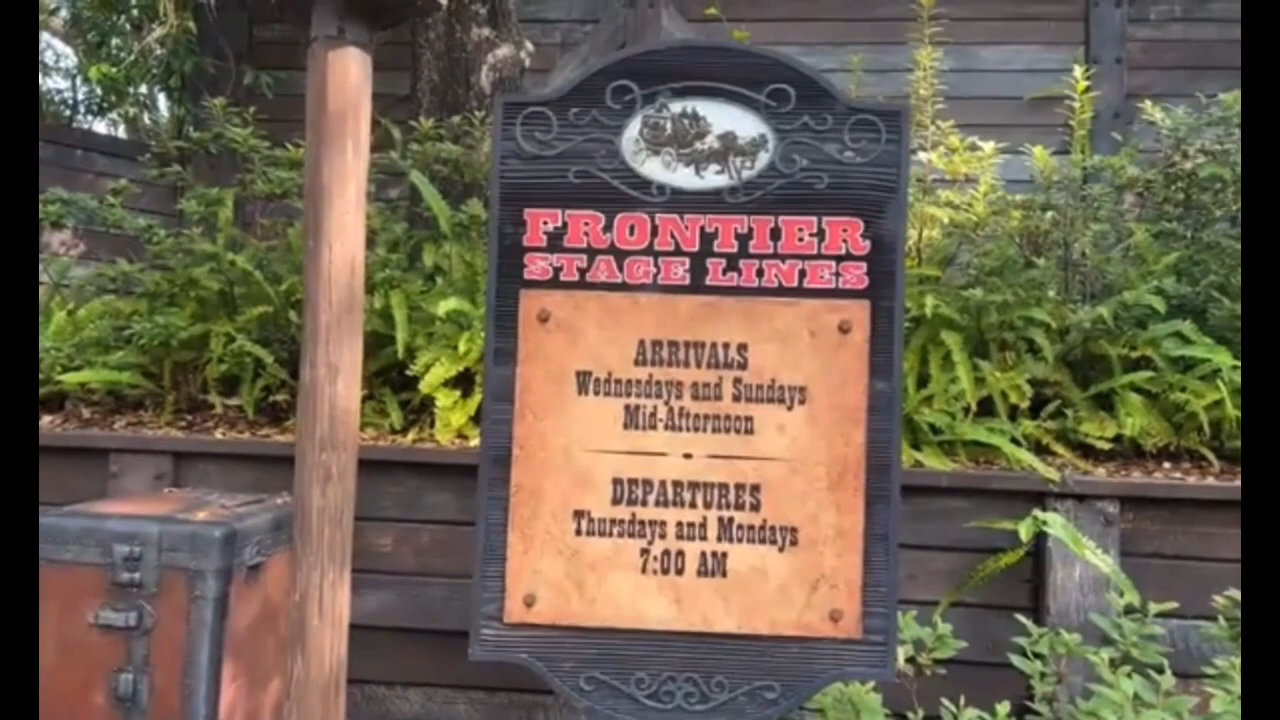 FRONTIER
STAGE LINES
ARRIVALS
Wednesdays and Sundays
Mid-Afternoon
DEPARTURES
Thursdays and Mondays
7:00 AM